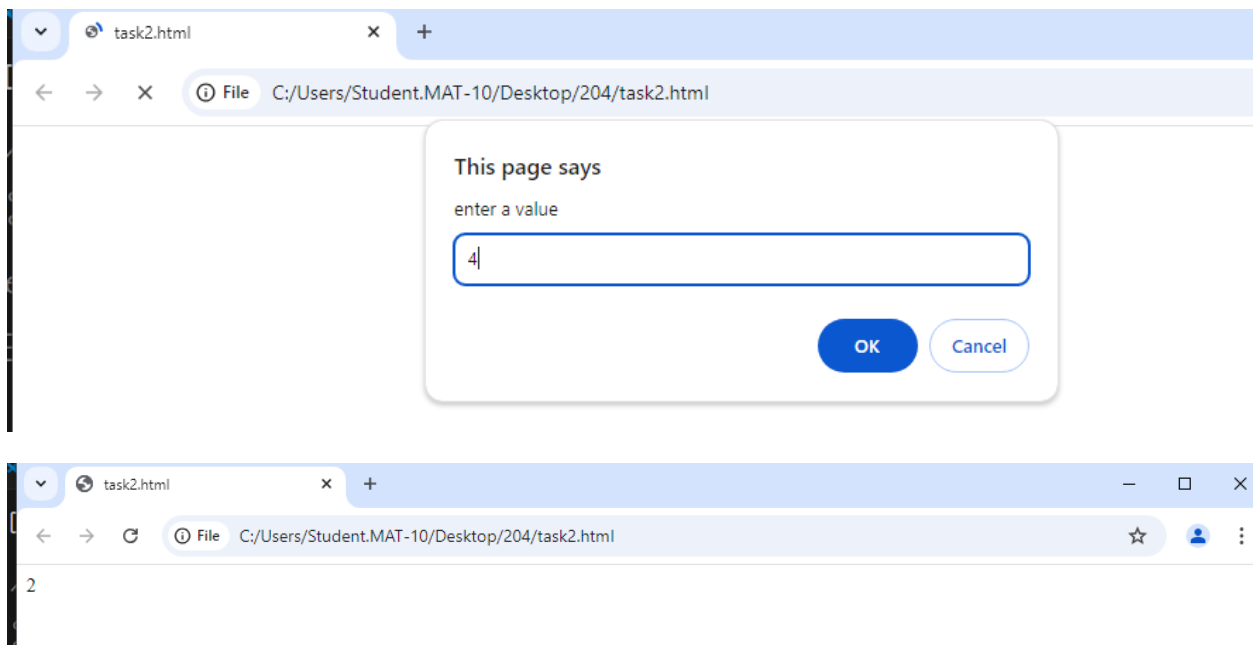 task2.html
File C:/Users/Student.MAT-10/Desktop/204/task2.html
This page says
enter a value
4
OK Cancel
task2.html
File C:/Users/Student.MAT-10/Desktop/204/task2.html
2